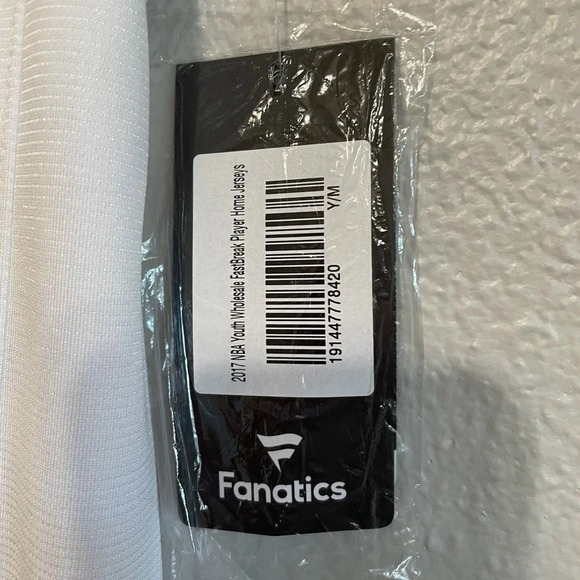 2017 NBA Youth Wholesale FastBreak Player Home Jerseys
191447778420
Y/M
Fanatics